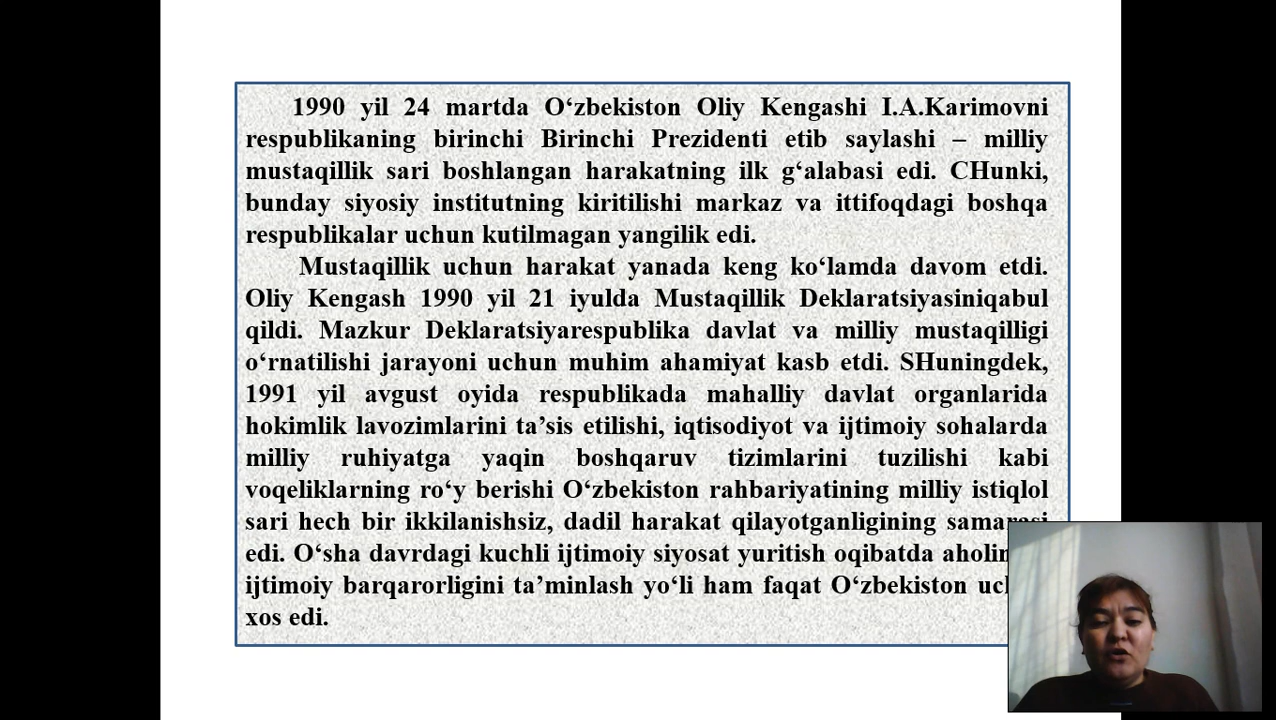 1990 yil 24 martda O‘zbekiston Oliy Kengashi I.A.Karimovni
respublikaning birinchi Birinchi Prezidenti etib saylashi – milliy
mustaqillik sari boshlangan harakatning ilk g‘alabasi edi. CHunki,
bunday siyosiy institutning kiritilishi markaz va ittifoqdagi boshqa
respublikalar uchun kutilmagan yangilik edi.
Mustaqillik uchun harakat yanada keng ko‘lamda davom etdi.
Oliy Kengash 1990 yil 21 iyulda Mustaqillik Deklaratsiyasiniqabul
qildi. Mazkur Deklaratsiyarespublika davlat va milliy mustaqilligi
o‘rnatilishi jarayoni uchun muhim ahamiyat kasb etdi. SHuningdek,
1991 yil avgust oyida respublikada mahalliy davlat organlarida
hokimlik lavozimlarini ta’sis etilishi, iqtisodiyot va ijtimoiy sohalarda
milliy ruhiyatga yaqin boshqaruv tizimlarini tuzilishi kabi
voqeliklarning ro‘y berishi O‘zbekiston rahbariyatining milliy istiqlol
sari hech bir ikkilanishsiz, dadil harakat qilayotganligining samarasi
edi. O‘sha davrdagi kuchli ijtimoiy siyosat yuritish oqibatda
ijtimoiy barqarorligini ta’minlash yo‘li ham faqat O‘zbekiston
xos edi.